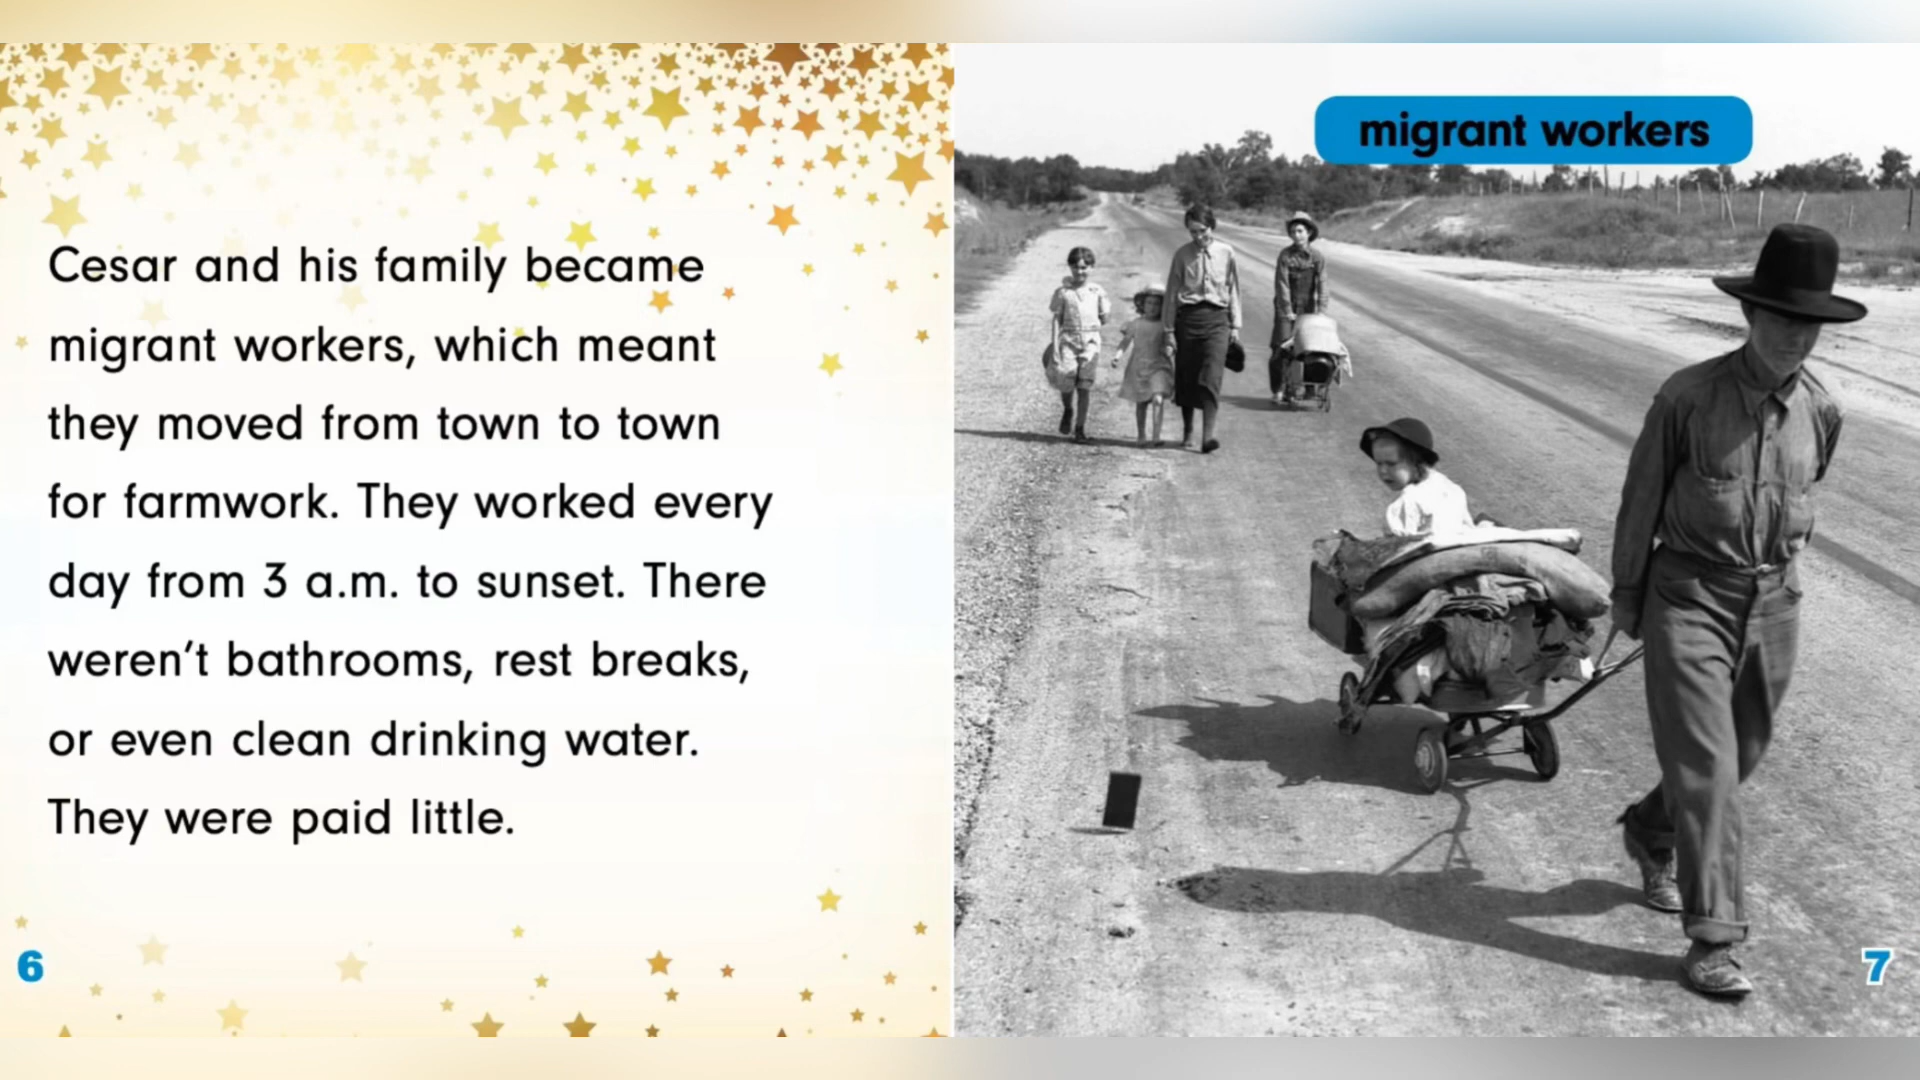 Cesar and his family became
migrant workers, which meant
they moved from town to town
for farmwork. They worked every
day from 3 a.m. to sunset. There
weren’t bathrooms, rest breaks,
or even clean drinking water.
They were paid little.
6
migrant workers
7